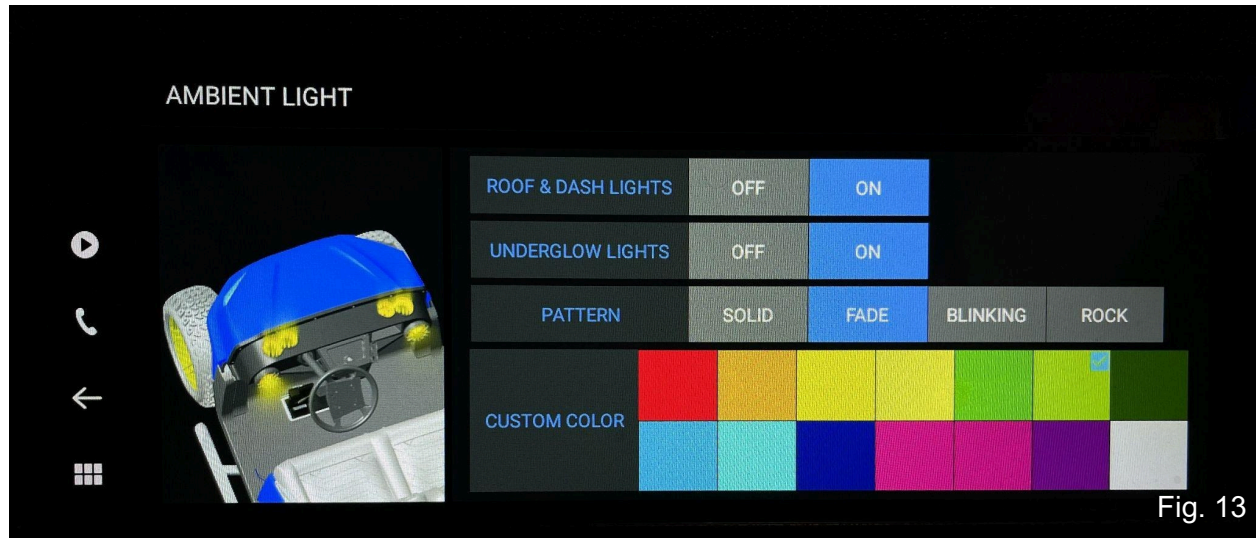 AMBIENT LIGHT
ROOF & DASH LIGHTS OFF ON
UNDERGLOW LIGHTS OFF ON
PATTERN SOLID FADE BLINKING ROCK
CUSTOM COLOR
Fig. 13